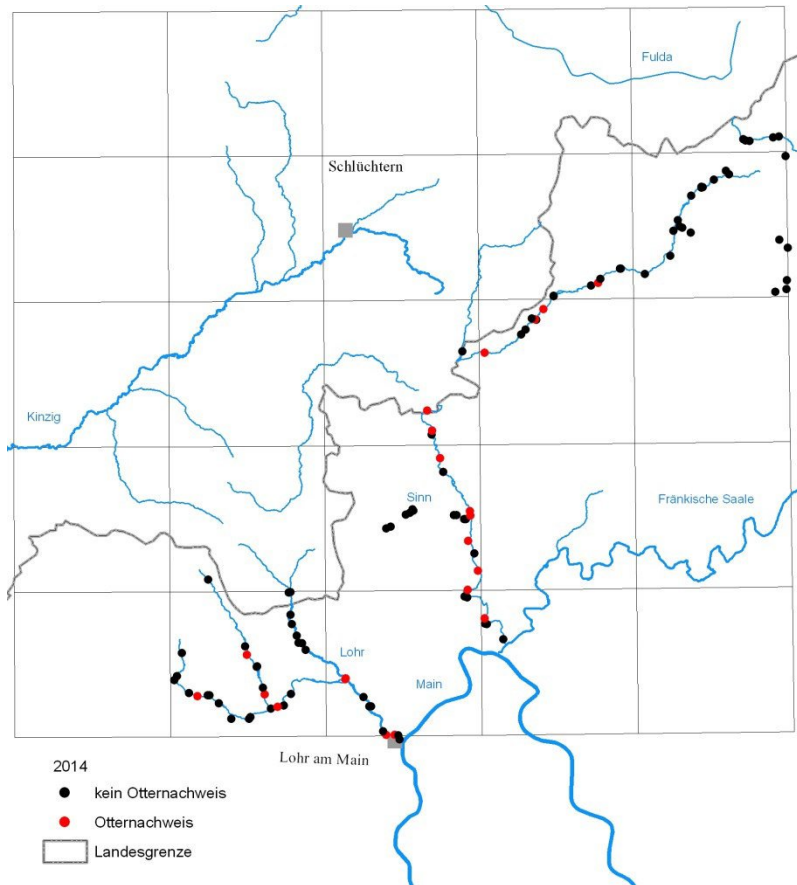 Fulda
Schlüchtern
Kinzig
Sinn
Fränkische Saale
Lohr
Main
Lohr am Main
2014
kein Otternachweis
Otternachweis
Landesgrenze